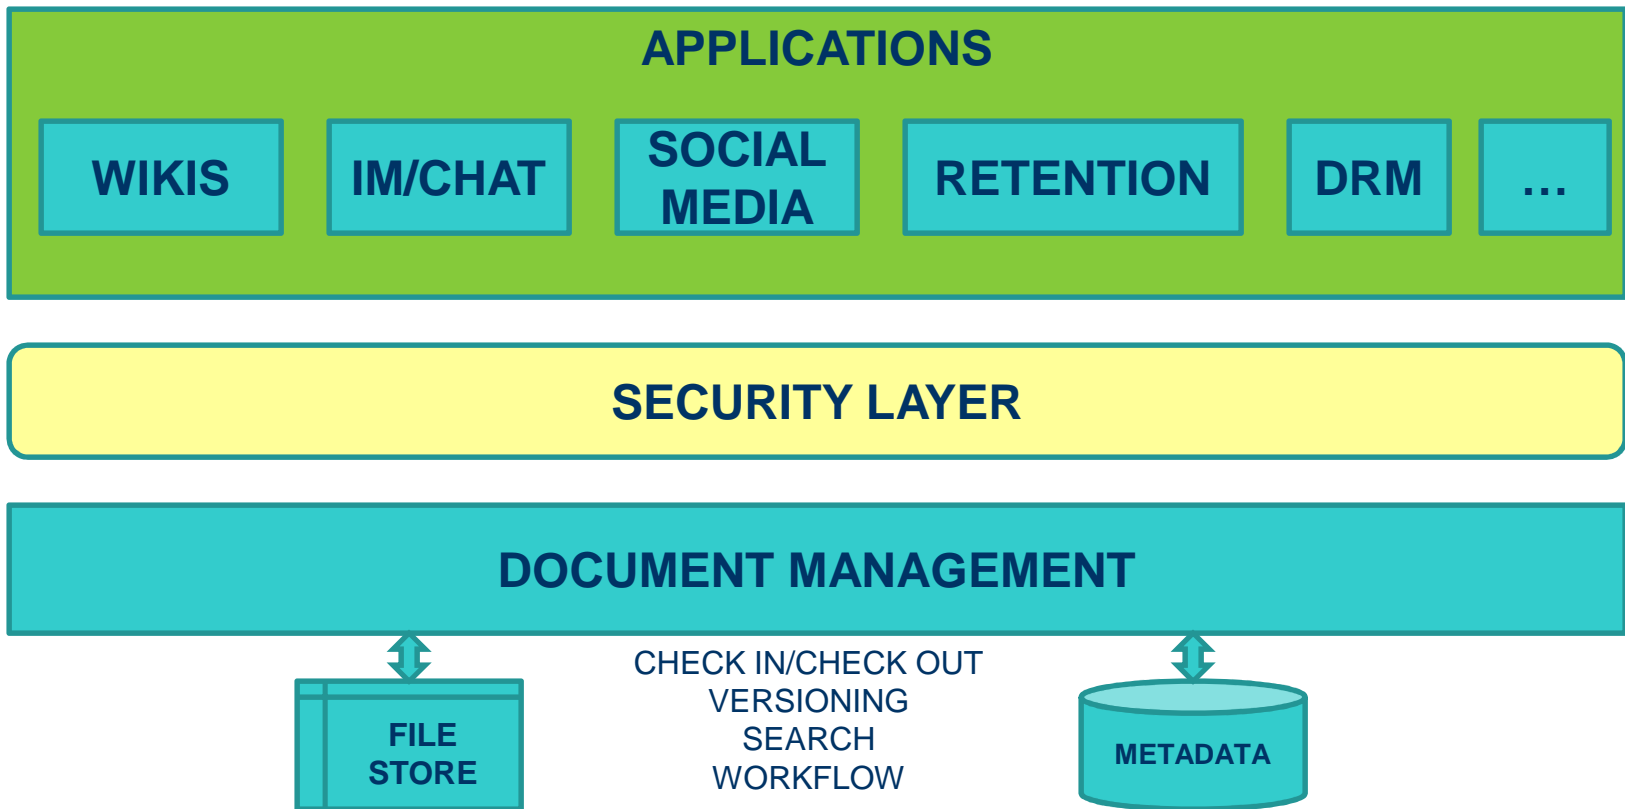 APPLICATIONS
WIKIS
IM/CHAT
SOCIAL
MEDIA
RETENTION
DRM
...
SECURITY LAYER
DOCUMENT MANAGEMENT
CHECK IN/CHECK OUT
VERSIONING
SEARCH
WORKFLOW
FILE
STORE
METADATA